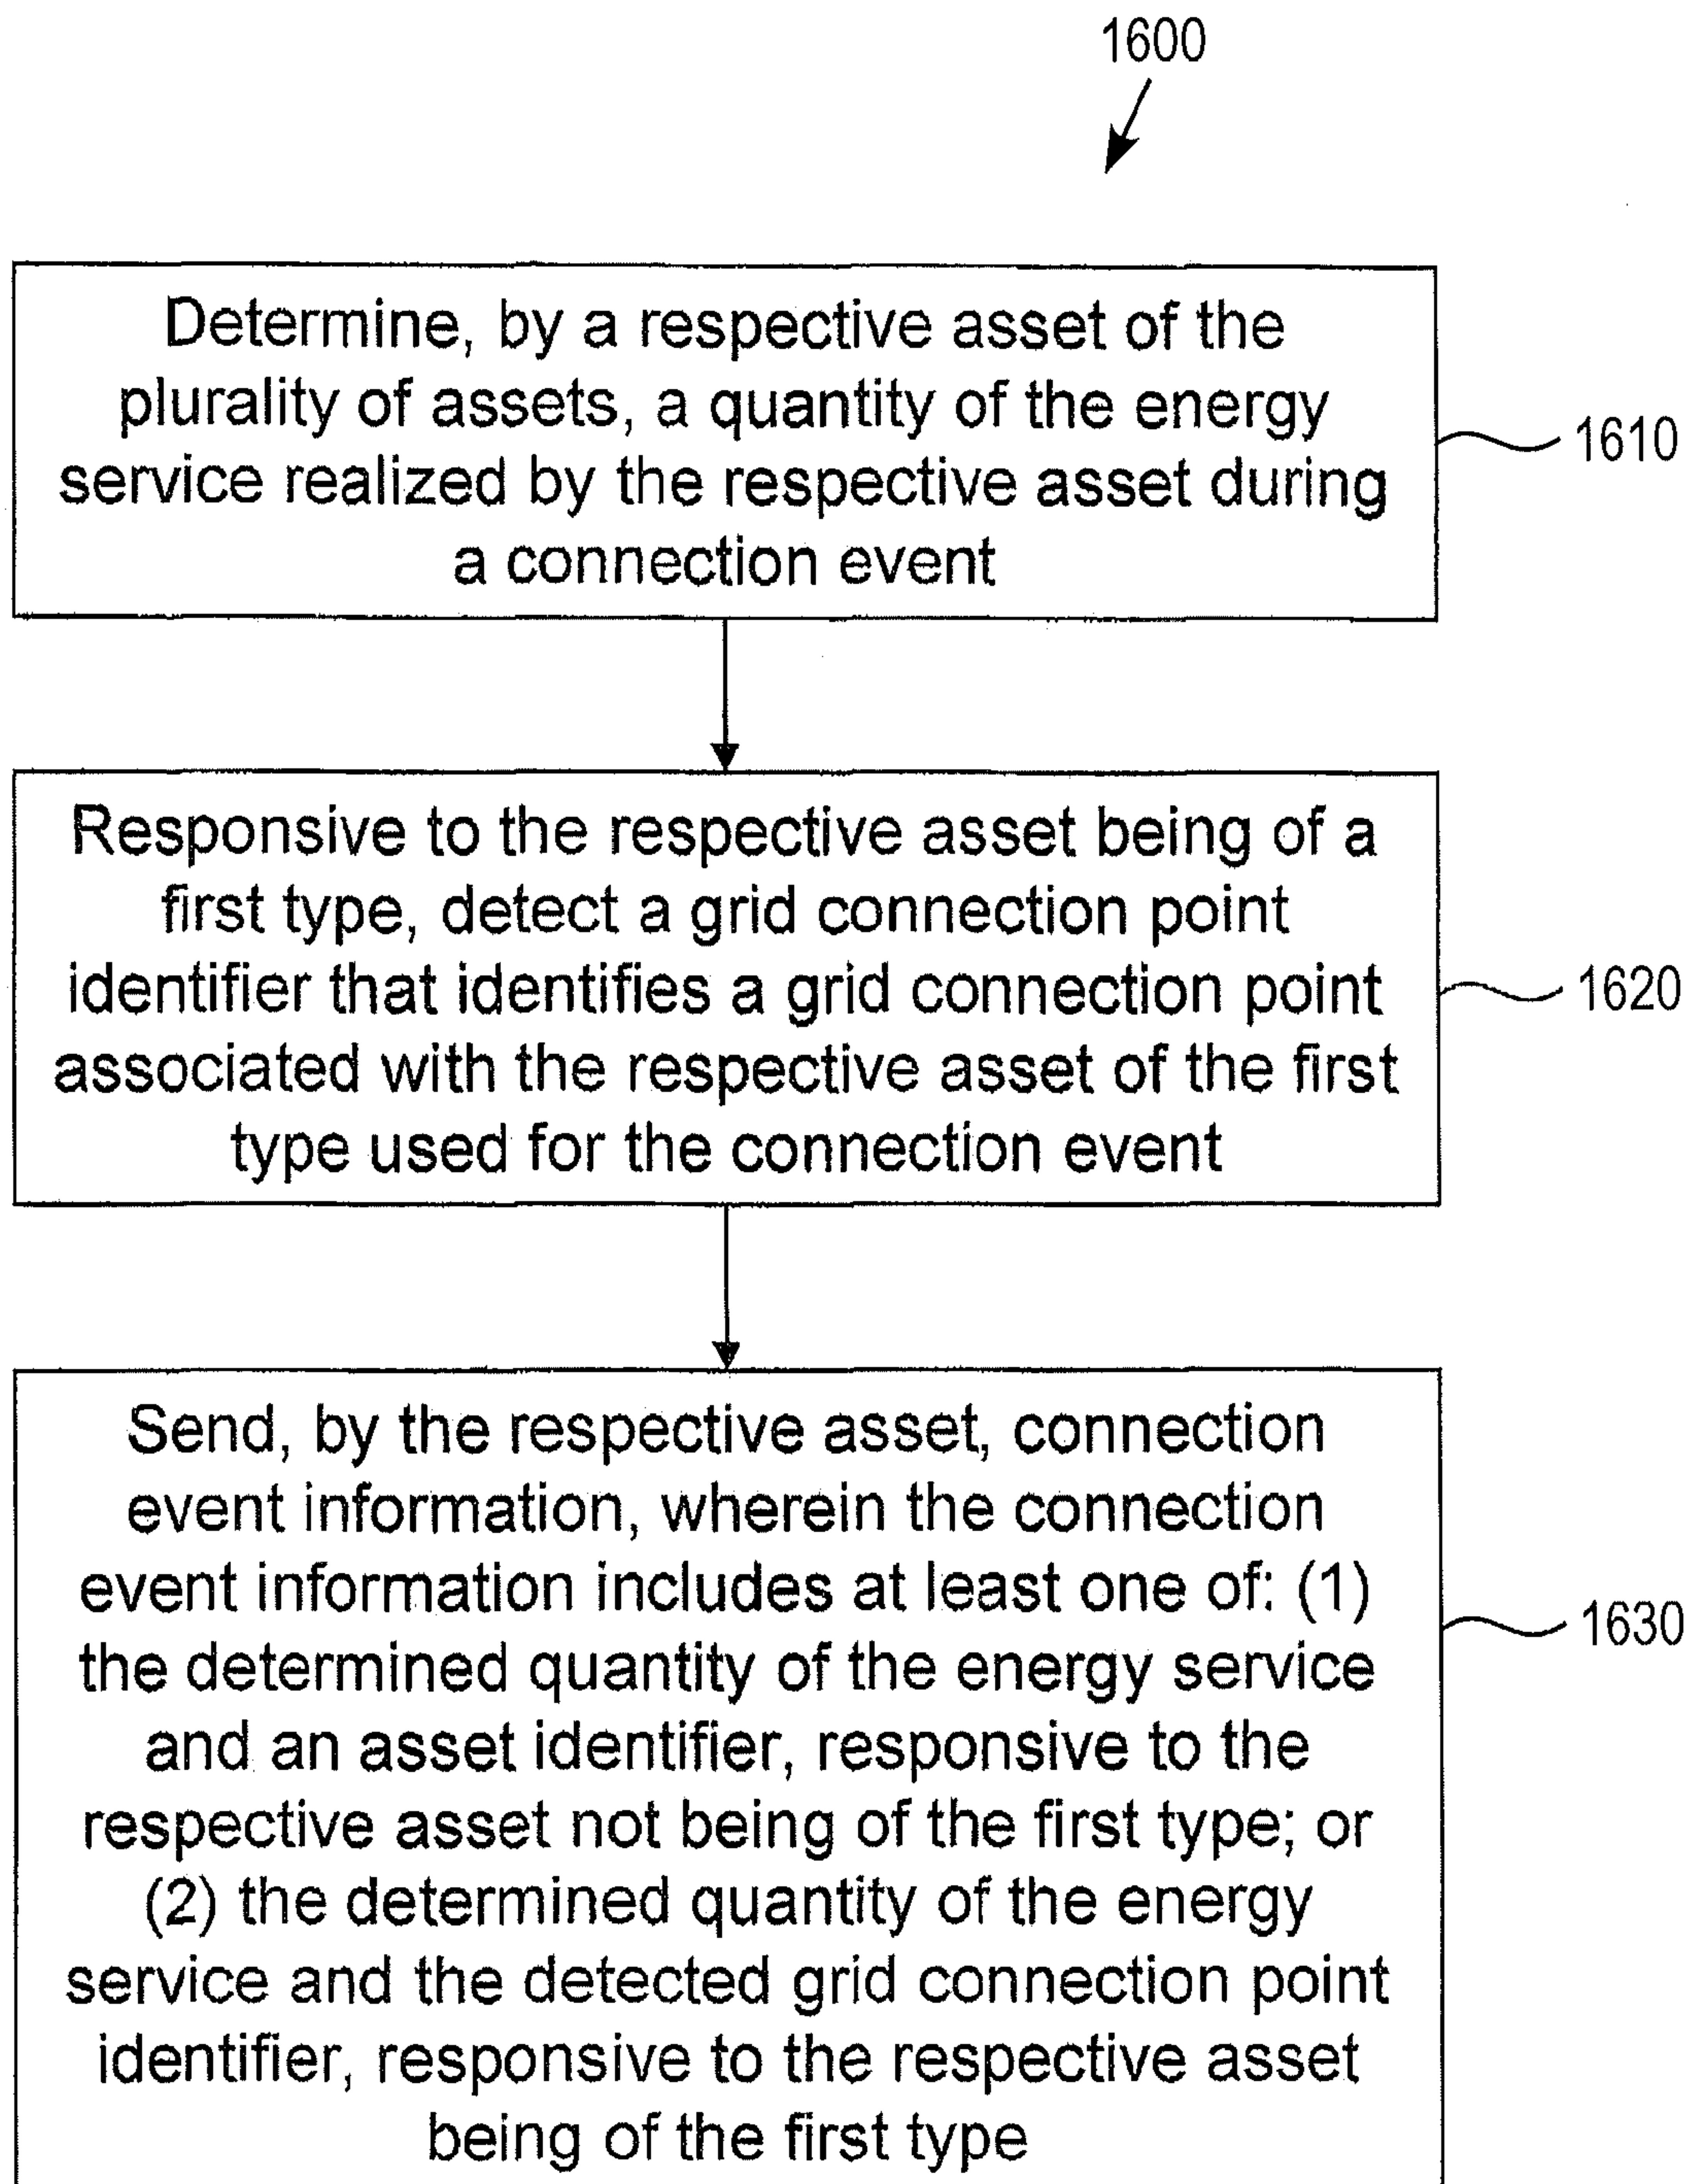 1600
Determine, by a respective asset of the
plurality of assets, a quantity of the energy
service realized by the respective asset during
a connection event
1610
Responsive to the respective asset being of a
first type, detect a grid connection point
identifier that identifies a grid connection point
associated with the respective asset of the first
type used for the connection event
1620
Send, by the respective asset, connection
event information, wherein the connection
event information includes at least one of: (1)
the determined quantity of the energy service
and an asset identifier, responsive to the
respective asset not being of the first type; or
(2) the determined quantity of the energy
service and the detected grid connection point
identifier, responsive to the respective asset
being of the first type
1630